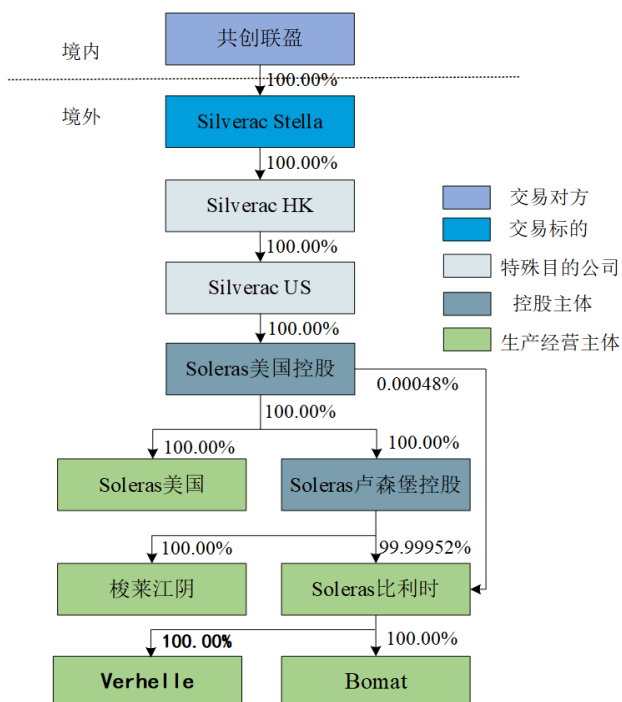 共创联盈
境内
100.00%
境外
Silverac Stella
100.00%
Silverac HK
交易对方
交易标的
100.00%
特殊目的公司
Silverac US
控股主体
100.00%
生产经营主体
Soleras美国控股
0.00048%
100.00%
100.00%
100.00%
Soleras美国
Soleras卢森堡控股
100.00%
99.99952%
梭莱江阴
Soleras比利时
100.00%
100.00%
Verhelle
Bomat